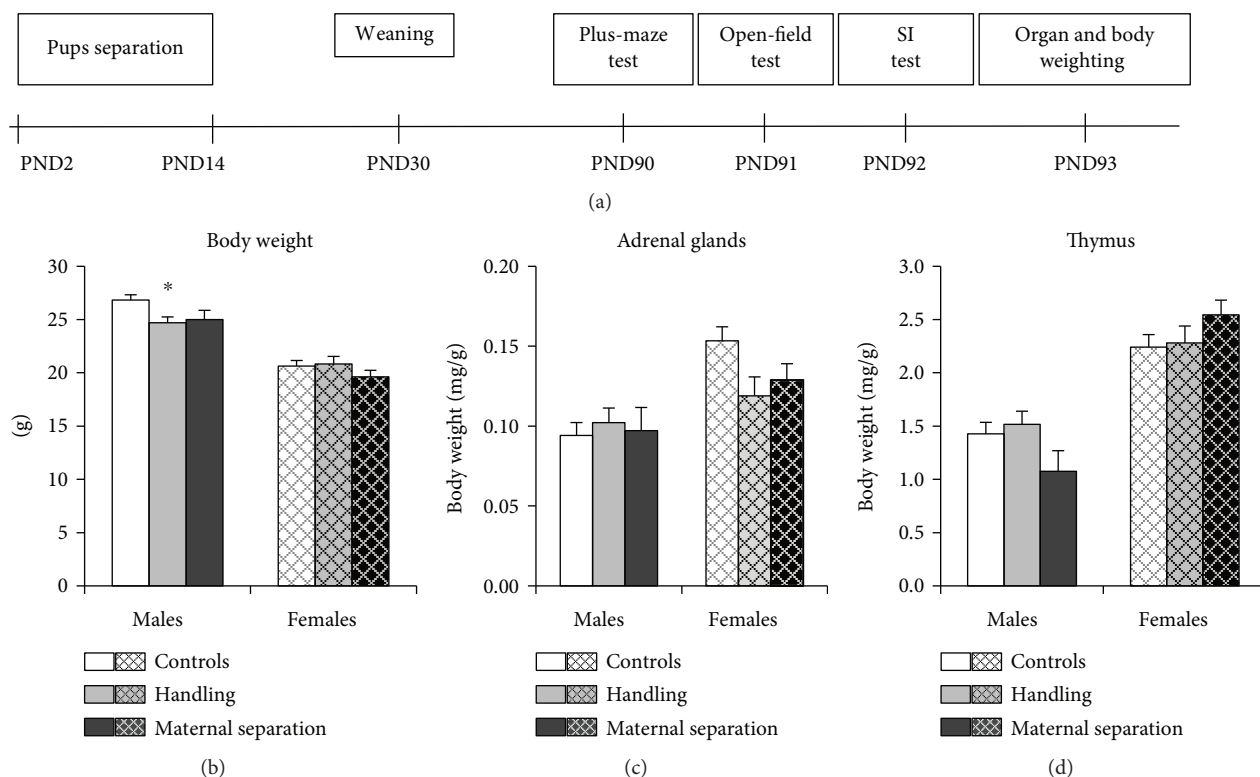 Pups separation
Weaning
Plus-maze
test
Open-field
test
SI
test
Organ and body
weighting
PND2
PND14
PND30
PND90
PND91
PND92
PND93
(a)
Body weight
(g)
30
25
20
15
10
5
0
*
Males
Females
Controls
Handling
Maternal separation
(b)
Adrenal glands
Body weight (mg/g)
0.20
0.15
0.10
0.05
0.00
Males
Females
Controls
Handling
Maternal separation
(c)
Thymus
Body weight (mg/g)
3.0
2.5
2.0
1.5
1.0
0.5
0.0
Males
Females
Controls
Handling
Maternal separation
(d)